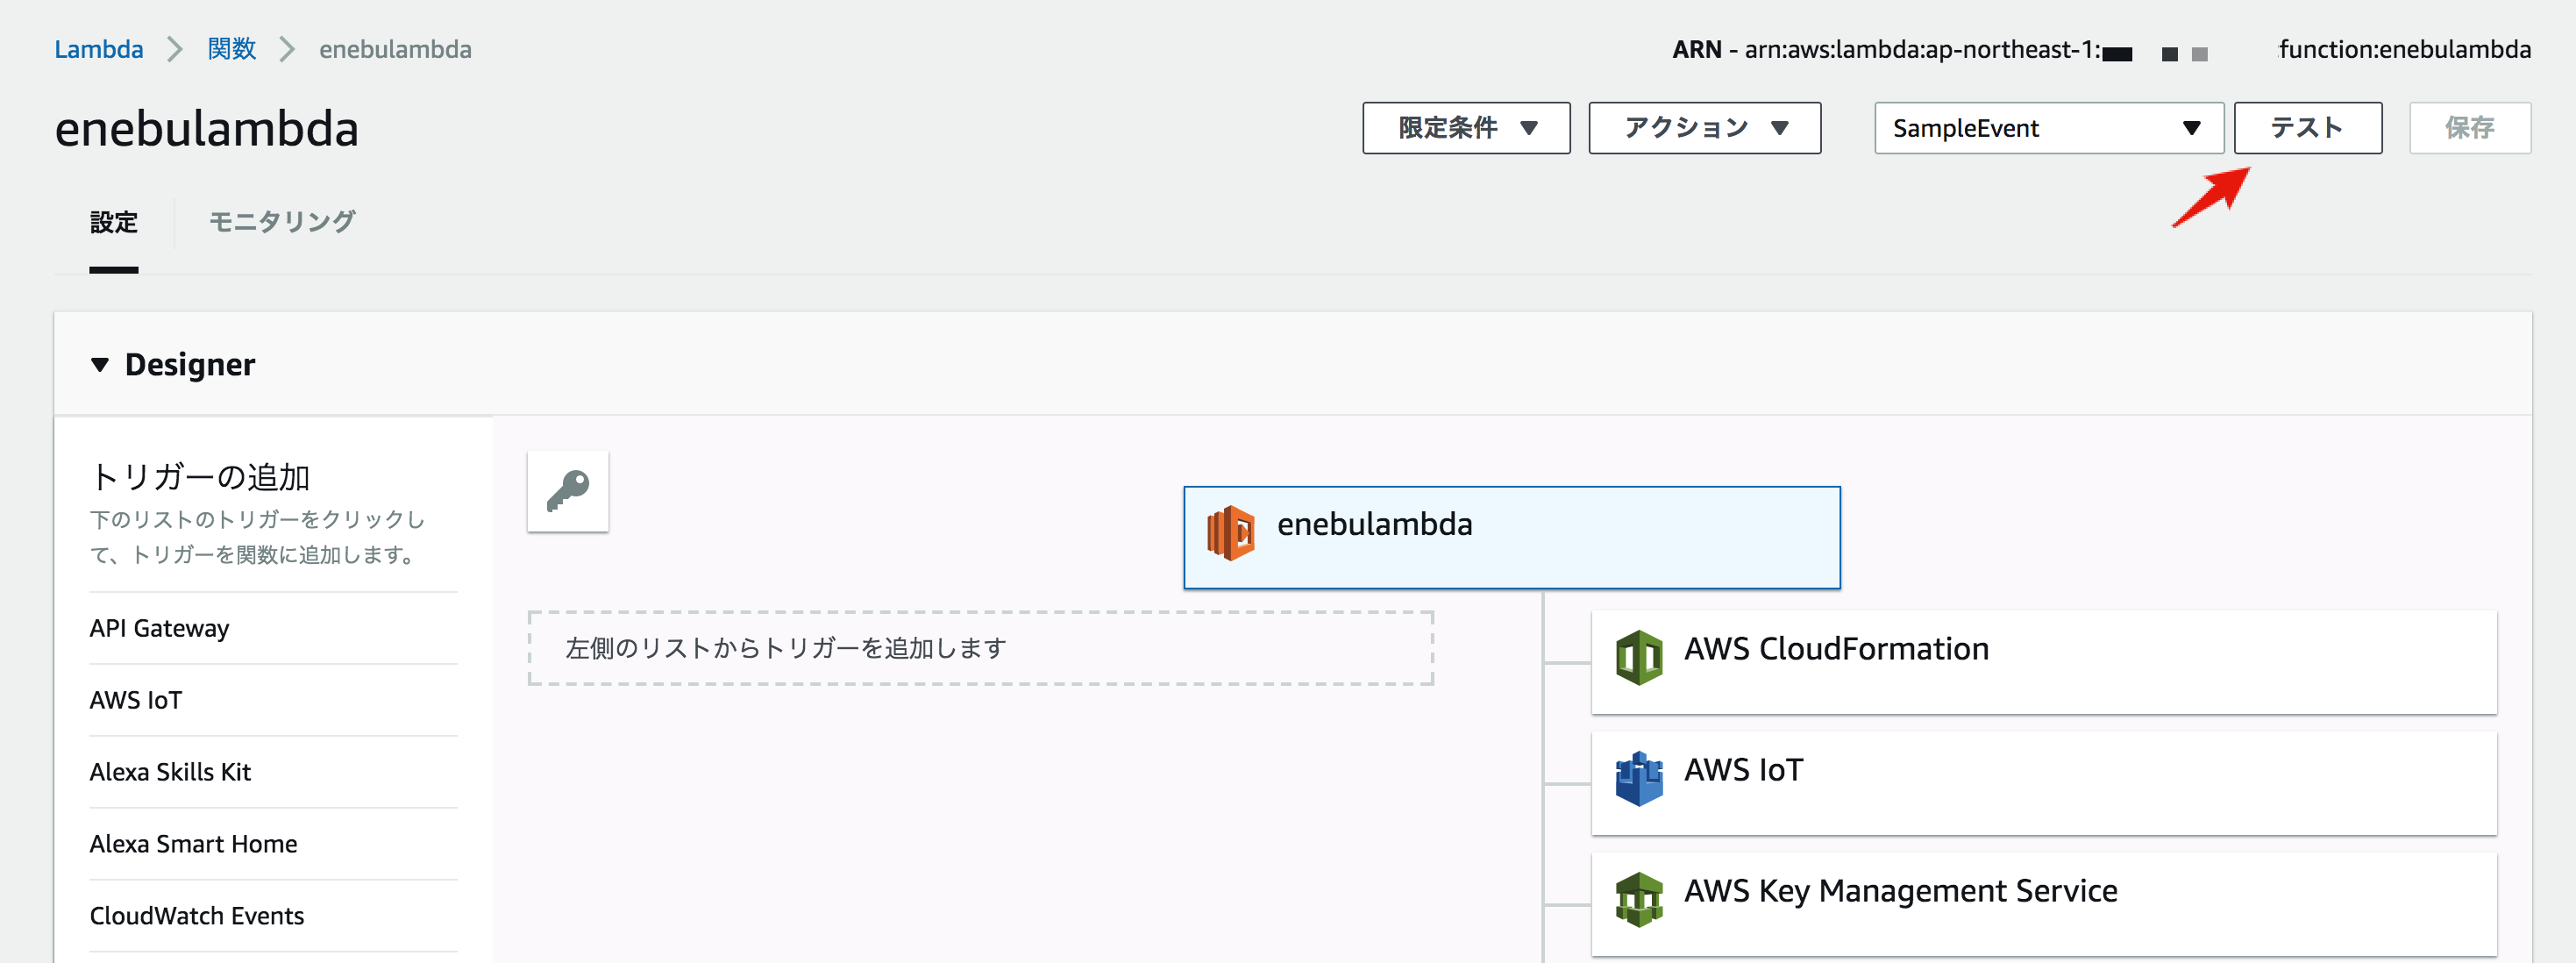 Lambda 関数 enebulambda
ARN - arn:aws:lambda:ap-northeast-1: function:enebulambda
enebulambda
限定条件
アクション
SampleEvent
テスト
保存
設定
モニタリング
Designer
トリガーの追加
下のリストのトリガーをクリックし
て、トリガーを関数に追加します。
API Gateway
AWS IoT
Alexa Skills Kit
Alexa Smart Home
CloudWatch Events
enebulambda
左側のリストからトリガーを追加します
AWS CloudFormation
AWS IoT
AWS Key Management Service